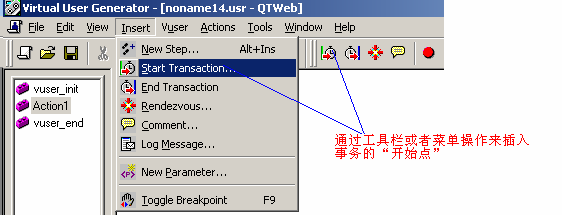 Virtual User Generator - [noname14.usr - QTWeb]
File Edit View Insert Vuser Actions Tools Window Help
New Step... Alt+Ins
Start Transaction...
End Transaction
Rendezvous...
Comment...
Log Message...
New Parameter...
Toggle Breakpoint F9
vuser_init
Action1
vuser_end
通过工具栏或者菜单操作来插入
事务的“开始点”